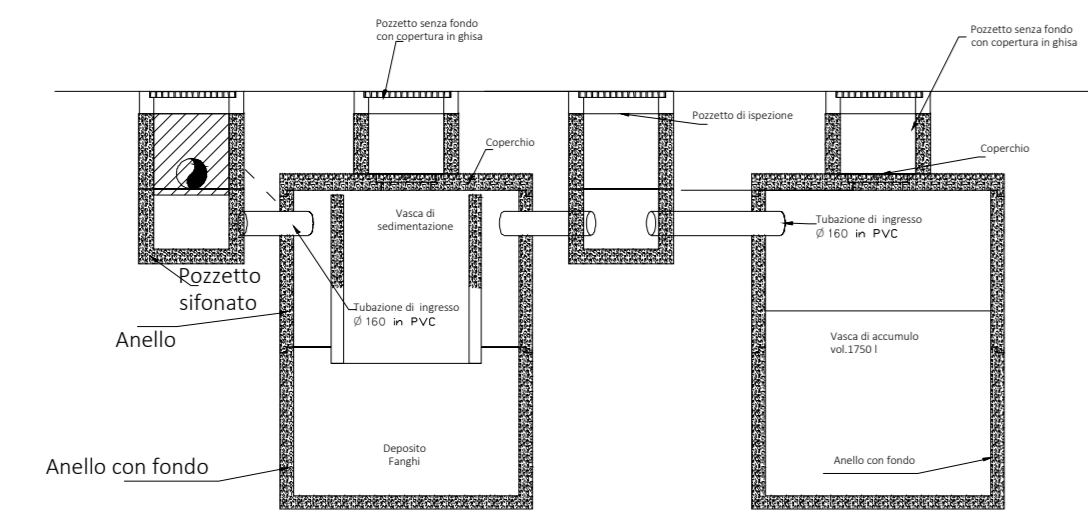 Pozzetto senza fondo
con copertura in ghisa
Pozzetto senza fondo
con copertura in ghisa
Pozzetto di ispezione
Coperchio
Coperchio
Vasca di
sedimentazione
Tubazione di ingresso
Ø 160 in PVC
Pozzetto
sifonato
Tubazione di ingresso
Ø 160 in PVC
Anello
Vasca di accumulo
vol.1750 l
Deposito
Fanghi
Anello con fondo
Anello con fondo